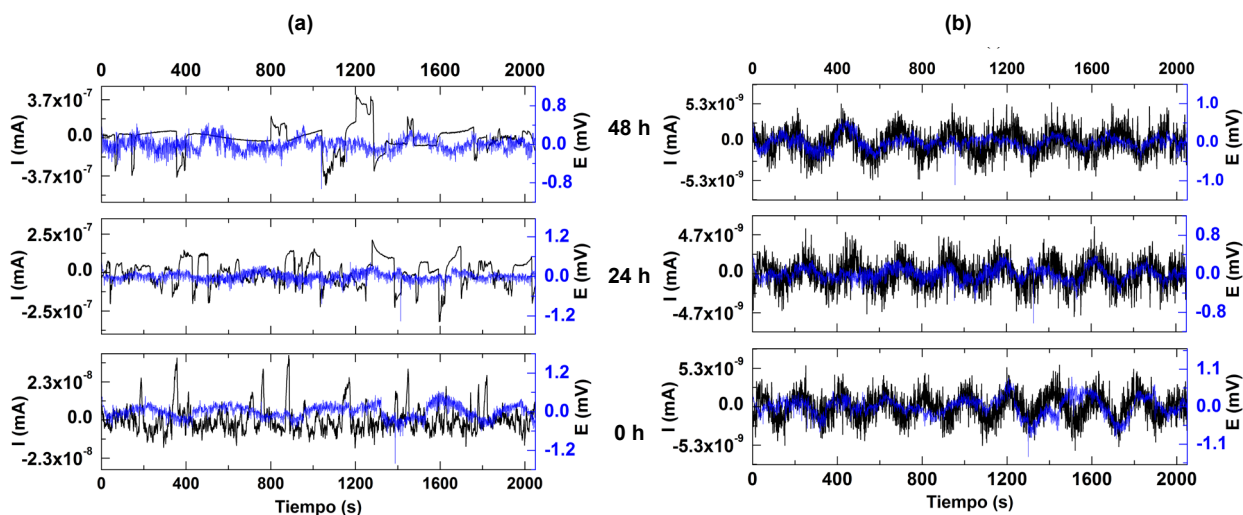 (a)
(b)
0 400 800 1200 1600 2000
0 400 800 1200 1600 2000
I (mA)
3.7x10⁻⁷
0.0
-3.7x10⁻⁷
0.8
0.0
-0.8
E (mV)
48 h
I (mA)
5.3x10⁻⁹
0.0
-5.3x10⁻⁹
1.0
0.0
-1.0
E (mV)
I (mA)
2.5x10⁻⁷
0.0
-2.5x10⁻⁷
1.2
0.0
-1.2
E (mV)
24 h
I (mA)
4.7x10⁻⁹
0.0
-4.7x10⁻⁹
0.8
0.0
-0.8
E (mV)
I (mA)
2.3x10⁻⁸
0.0
-2.3x10⁻⁸
1.2
0.0
-1.2
E (mV)
0 h
I (mA)
5.3x10⁻⁹
0.0
-5.3x10⁻⁹
1.1
0.0
-1.1
E (mV)
0 400 800 1200 1600 2000
Tiempo (s)
0 400 800 1200 1600 2000
Tiempo (s)